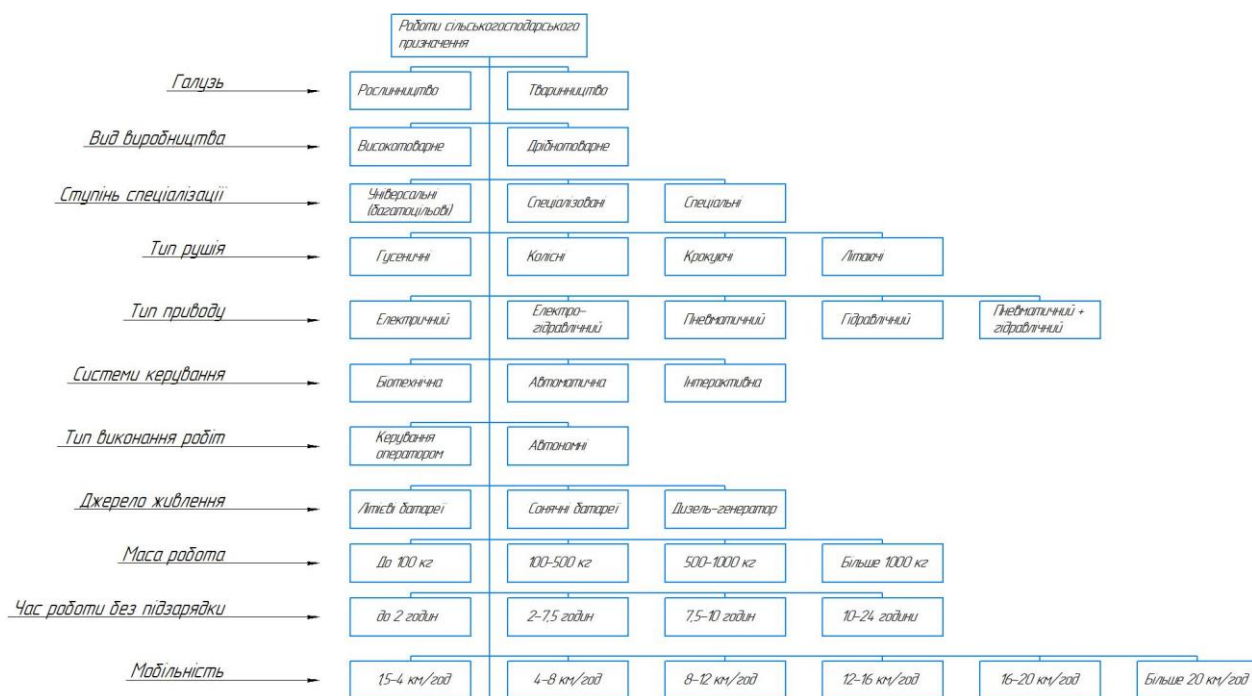 Роботи сільськогосподарського
призначення
Галузь
Рослинництво
Тваринництво
Вид виробництва
Високотоварне
Дрібнотоварне
Ступінь спеціалізації
Універсальні
(багатоцільові)
Спеціалізовані
Спеціальні
Тип рушія
Гусеничні
Колісні
Крокуючі
Літаючі
Тип приводу
Електричний
Електро-
гідравлічний
Пневматичний
Гідравлічний
Пневматичний +
гідравлічний
Системи керування
Біотехнічна
Автоматична
Інтерактивна
Тип виконання робіт
Керування
оператором
Автономні
Джерело живлення
Літієві батареї
Сонячні батареї
Дизель-генератор
Маса робота
До 100 кг
100-500 кг
500-1000 кг
Більше 1000 кг
Час роботи без підзарядки
до 2 годин
2-7,5 годин
7,5-10 годин
10-24 години
Мобільність
1,5-4 км/год
4-8 км/год
8-12 км/год
12-16 км/год
16-20 км/год
Більше 20 км/год